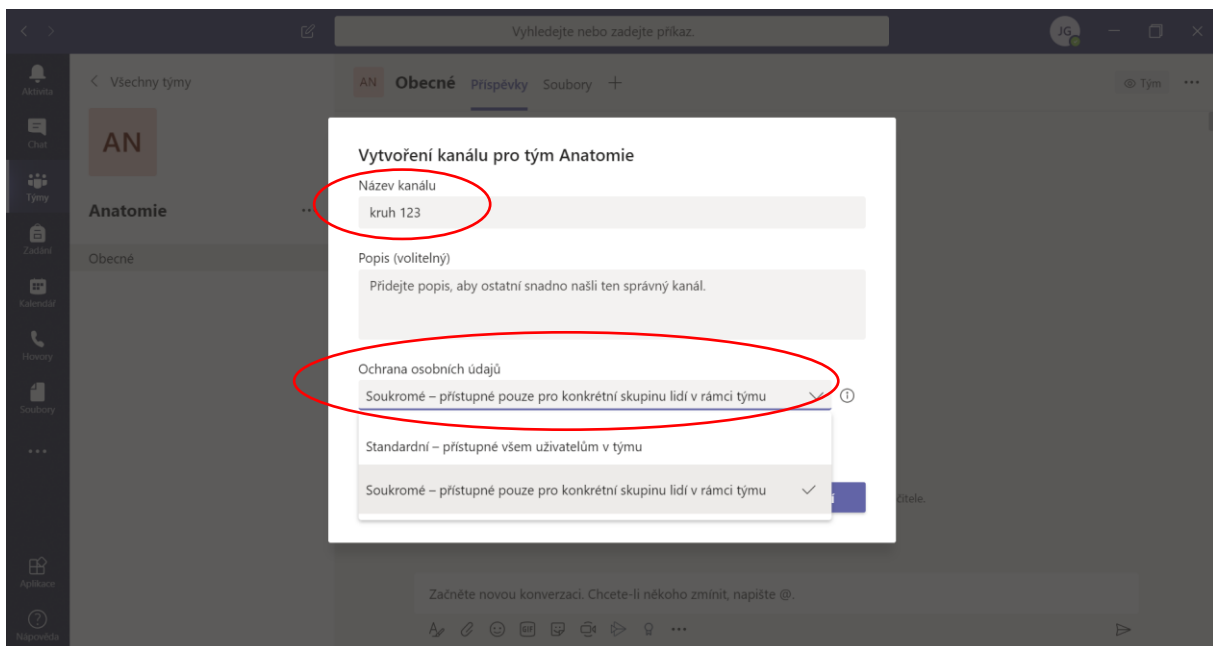 Vyhledejte nebo zadejte příkaz.
JG
Aktivita
Chat
Týmy
Zadání
Kalendář
Hovory
Soubory
Aplikace
Nápověda
Všechny týmy
AN
Anatomie
Obecné
AN Obecné Příspěvky Soubory
Tým
Vytvoření kanálu pro tým Anatomie
Název kanálu
kruh 123
Popis (volitelný)
Přidejte popis, aby ostatní snadno našli ten správný kanál.
Ochrana osobních údajů
Soukromé – přístupné pouze pro konkrétní skupinu lidí v rámci týmu
Standardní – přístupné všem uživatelům v týmu
Soukromé – přístupné pouze pro konkrétní skupinu lidí v rámci týmu
Začněte novou konverzaci. Chcete-li někoho zmínit, napište @.
GIF